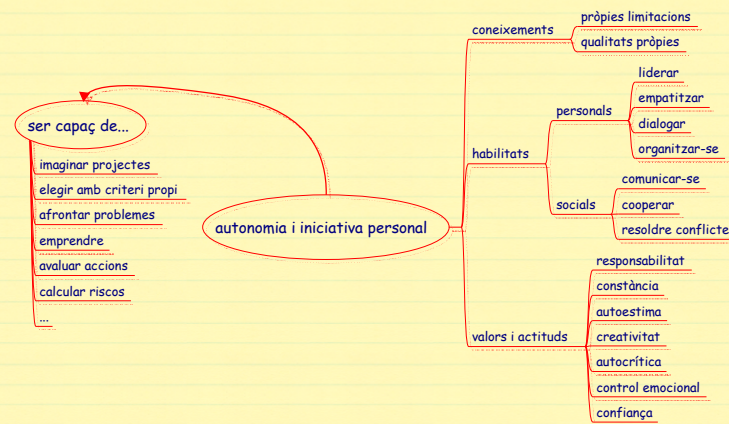 ser capaç de...
imaginar projectes
elegir amb criteri propi
afrontar problemes
emprendre
avaluar accions
calcular riscos
...
autonomia i iniciativa personal
coneixements
pròpies limitacions
qualitats pròpies
habilitats
personals
liderar
empatitzar
dialogar
organitzar-se
socials
comunicar-se
cooperar
resoldre conflicte
valors i actituds
responsabilitat
constància
autoestima
creativitat
autocrítica
control emocional
confiança